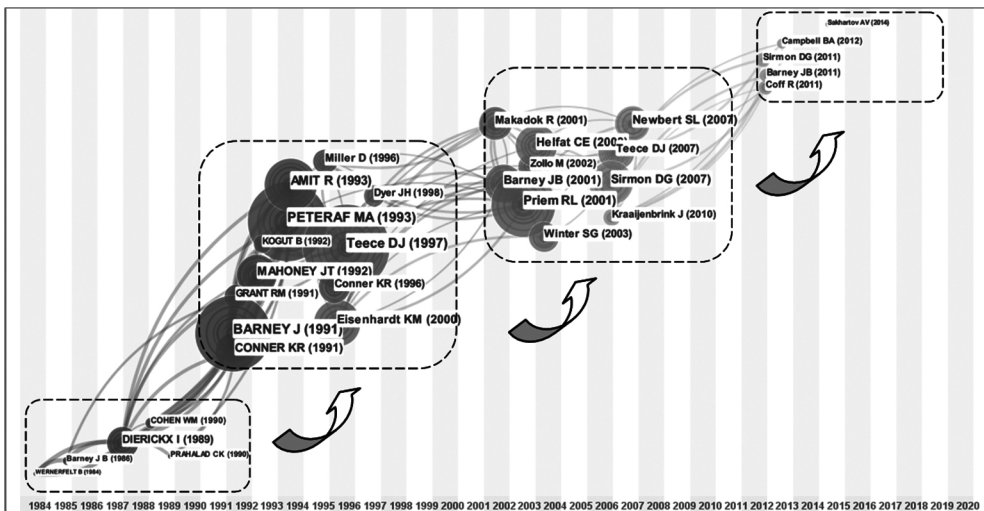 Sakhartov AV (2014)
Campbell BA (2012)
Sirmon DG (2011)
Barney JB (2011)
Coff R (2011)
Makadok R (2001)
Newbert SL (2007)
Helfat CE (2003)
Teece DJ (2007)
Zollo M (2002)
Barney JB (2001)
Sirmon DG (2007)
Priem RL (2001)
Kraaijenbrink J (2010)
Winter SG (2003)
Miller D (1996)
AMIT R (1993)
Dyer JH (1998)
PETERAF MA (1993)
KOGUT B (1992)
Teece DJ (1997)
MAHONEY JT (1992)
Conner KR (1996)
GRANT RM (1991)
Eisenhardt KM (2000)
BARNEY J (1991)
CONNER KR (1991)
COHEN WM (1990)
DIERICKX I (1989)
PRAHALAD CK (1990)
Barney J B (1986)
WERNERFELT B (1984)
1984 1985 1986 1987 1988 1989 1990 1991 1992 1993 1994 1995 1996 1997 1998 1999 2000 2001 2002 2003 2004 2005 2006 2007 2008 2009 2010 2011 2012 2013 2014 2015 2016 2017 2018 2019 2020